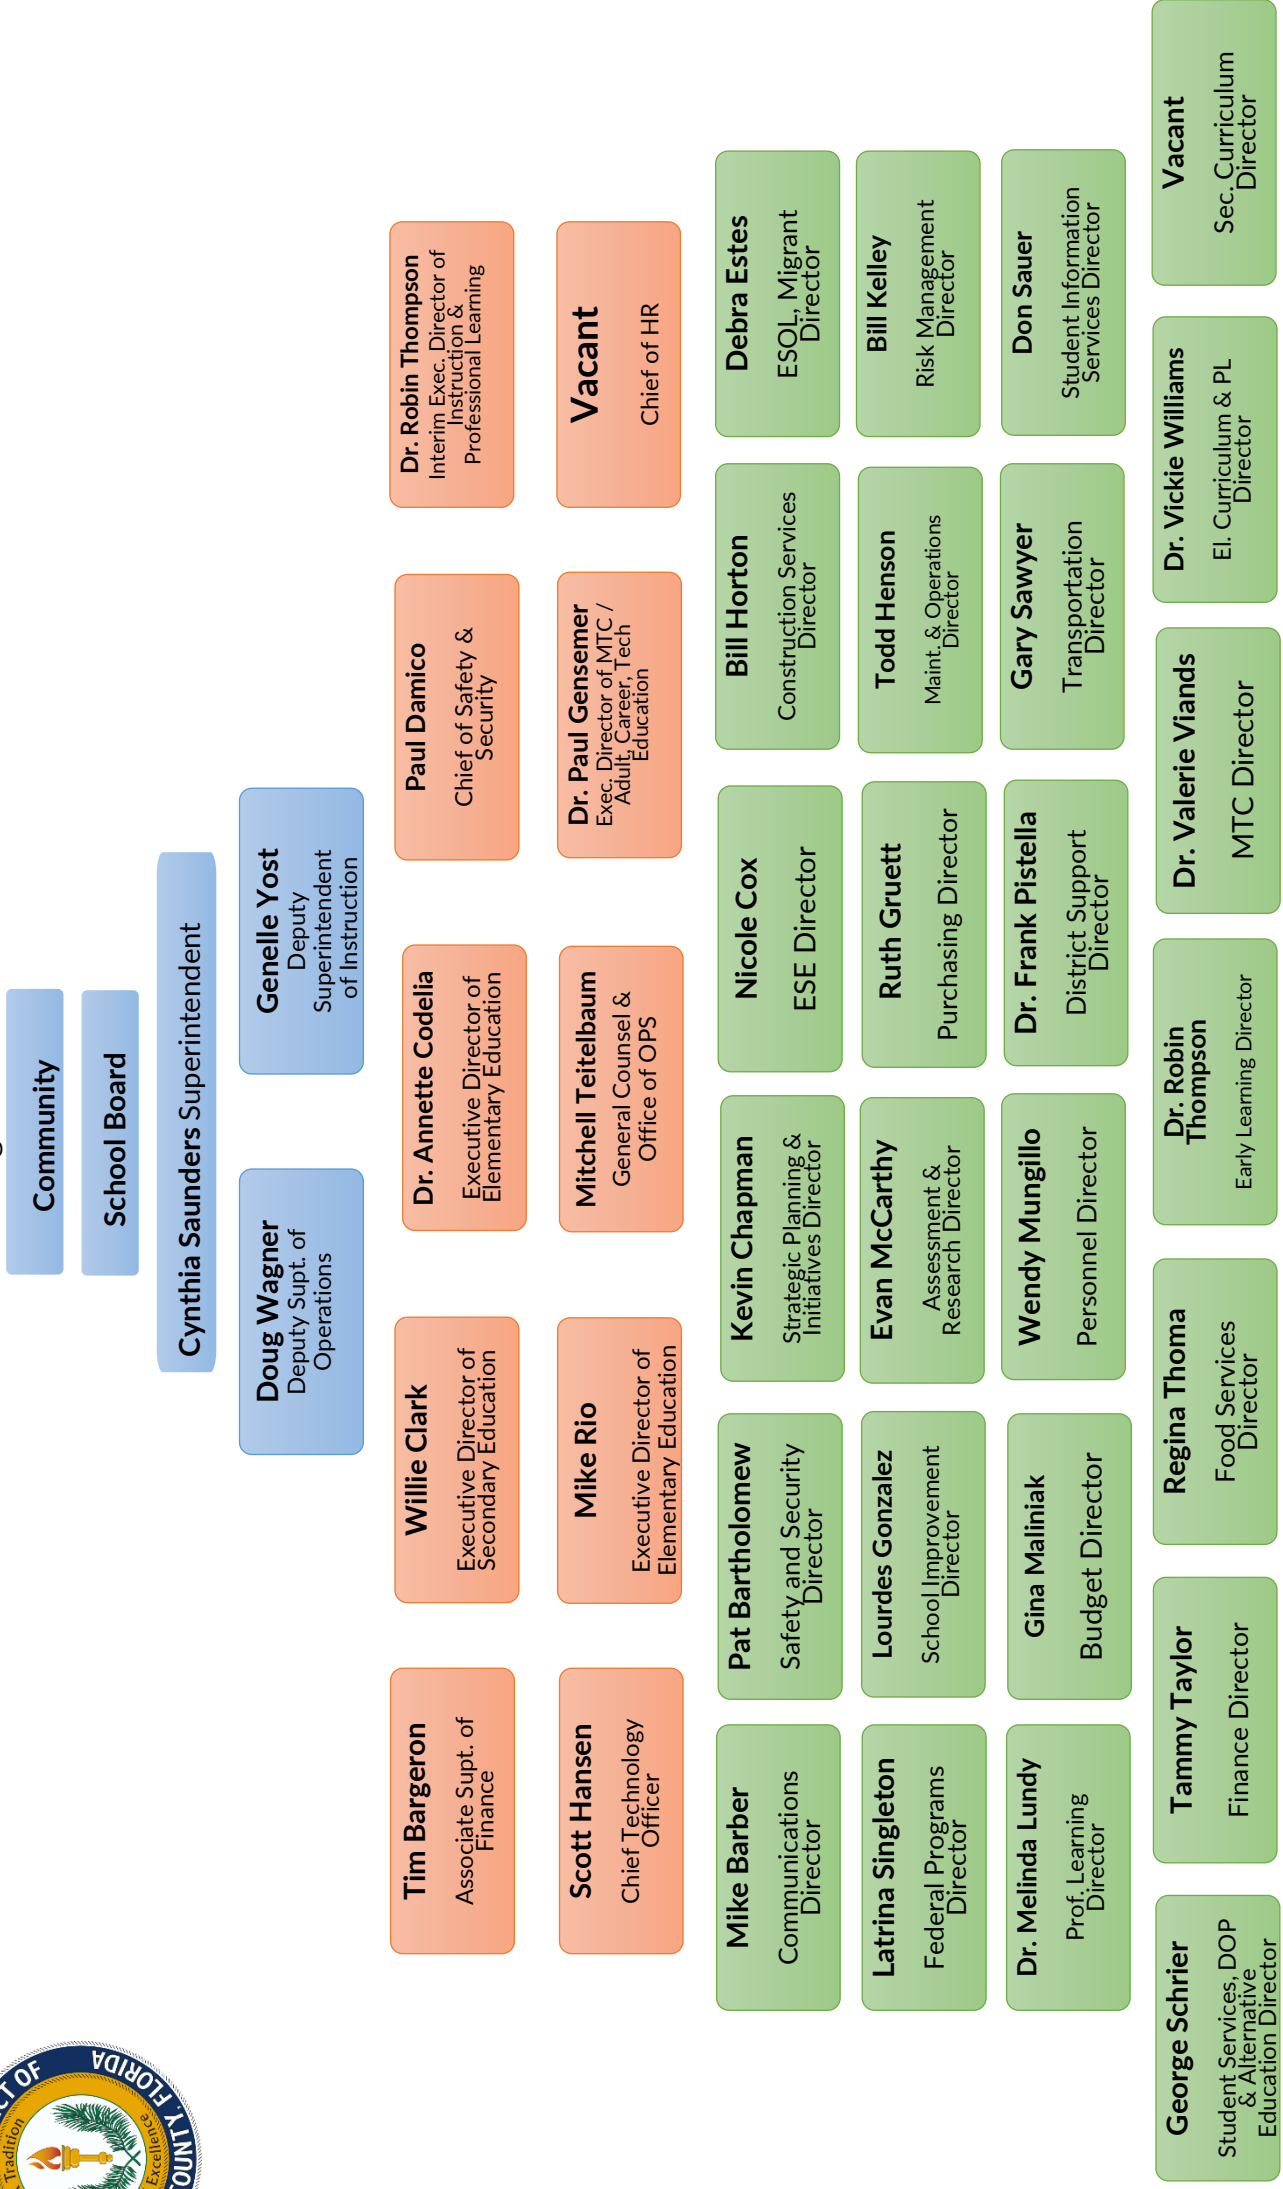 Community
School Board
Cynthia Saunders Superintendent
Doug Wagner
Deputy Supt. of
Operations
Genelle Yost
Deputy
Superintendent
of Instruction
Tim Bargeron
Associate Supt. of
Finance
Willie Clark
Executive Director of
Secondary Education
Dr. Annette Codelia
Executive Director of
Elementary Education
Paul Damico
Chief of Safety &
Security
Dr. Robin Thompson
Interim Exec. Director of
Instruction &
Professional Learning
Scott Hansen
Chief Technology
Officer
Mike Rio
Executive Director of
Elementary Education
Mitchell Teitelbaum
General Counsel &
Office of OPS
Dr. Paul Gensemer
Exec. Director of MTC /
Adult, Career, Tech
Education
Vacant
Chief of HR
Mike Barber
Communications
Director
Pat Bartholomew
Safety and Security
Director
Kevin Chapman
Strategic Planning &
Initiatives Director
Nicole Cox
ESE Director
Bill Horton
Construction Services
Director
Debra Estes
ESOL, Migrant
Director
Latrina Singleton
Federal Programs
Director
Lourdes Gonzalez
School Improvement
Director
Evan McCarthy
Assessment &
Research Director
Ruth Gruett
Purchasing Director
Todd Henson
Maint. & Operations
Director
Bill Kelley
Risk Management
Director
Dr. Melinda Lundy
Prof. Learning
Director
Gina Maliniak
Budget Director
Wendy Mungillo
Personnel Director
Dr. Frank Pistella
District Support
Director
Gary Sawyer
Transportation
Director
Don Sauer
Student Information
Services Director
George Schrier
Student Services, DOP
& Alternative
Education Director
Tammy Taylor
Finance Director
Regina Thoma
Food Services
Director
Dr. Robin
Thompson
Early Learning Director
Dr. Valerie Viands
MTC Director
Dr. Vickie Williams
El. Curriculum & PL
Director
Vacant
Sec. Curriculum
Director
OF
FLORIDA
Tradition
Excellence